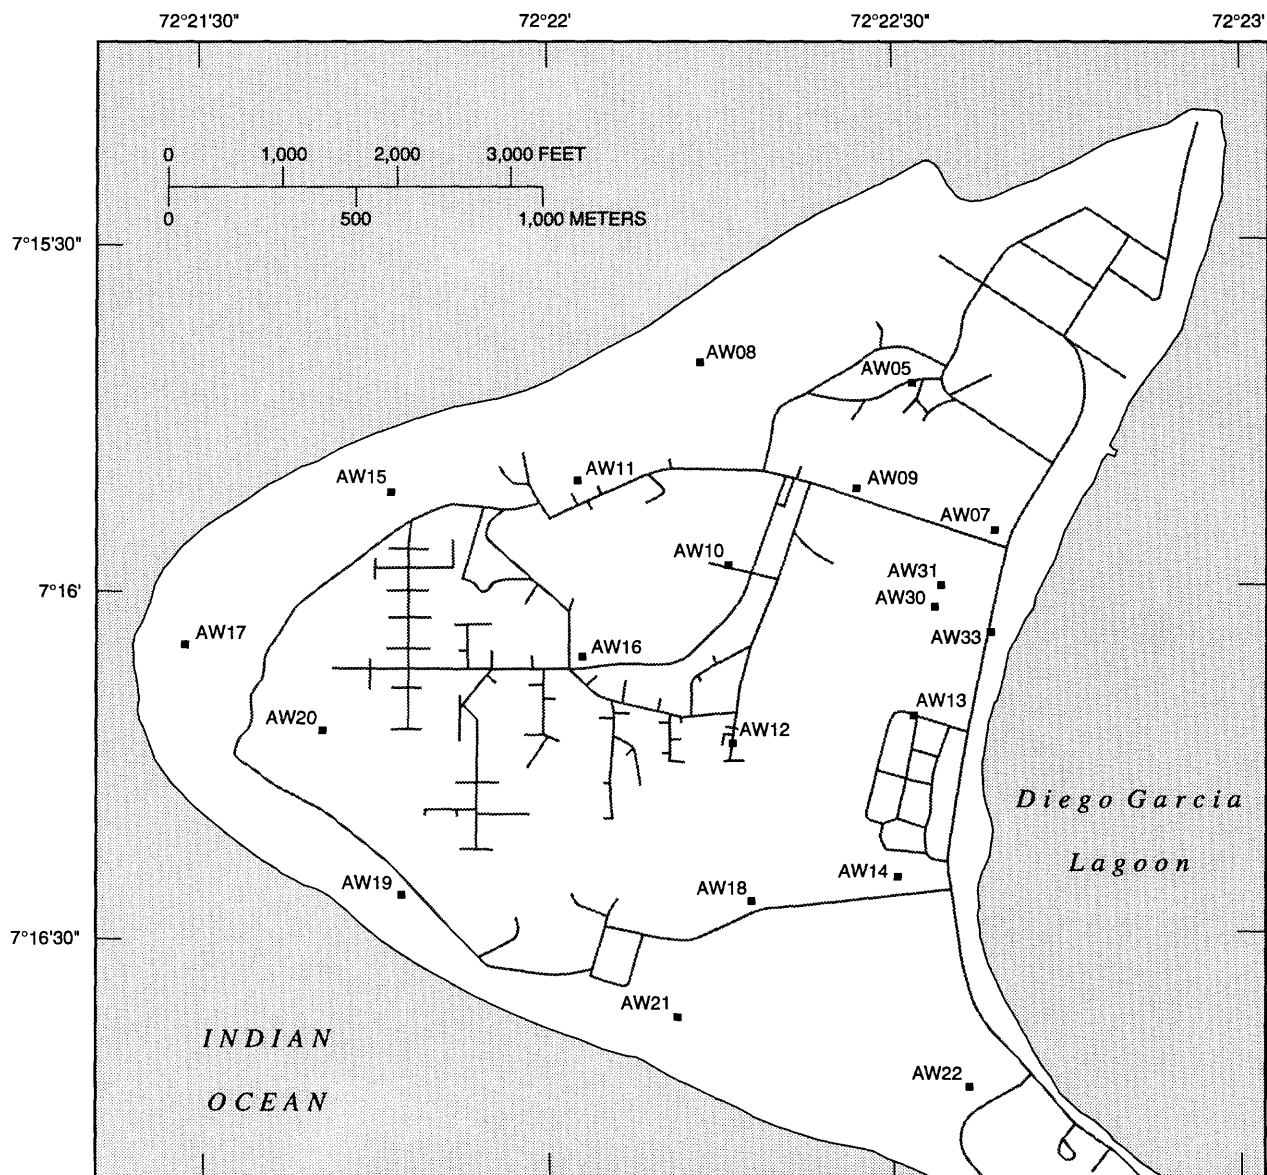 72°21'30" 72°22' 72°22'30" 72°23'
0 1,000 2,000 3,000 FEET
0 500 1,000 METERS
7°15'30"
AW08
AW05
AW11
AW15
AW09
AW07
AW10
AW31
7°16'
AW30
AW17
AW33
AW16
AW13
AW20
AW12
Diego Garcia
Lagoon
AW14
AW19
AW18
7°16'30"
AW21
INDIAN
OCEAN
AW22